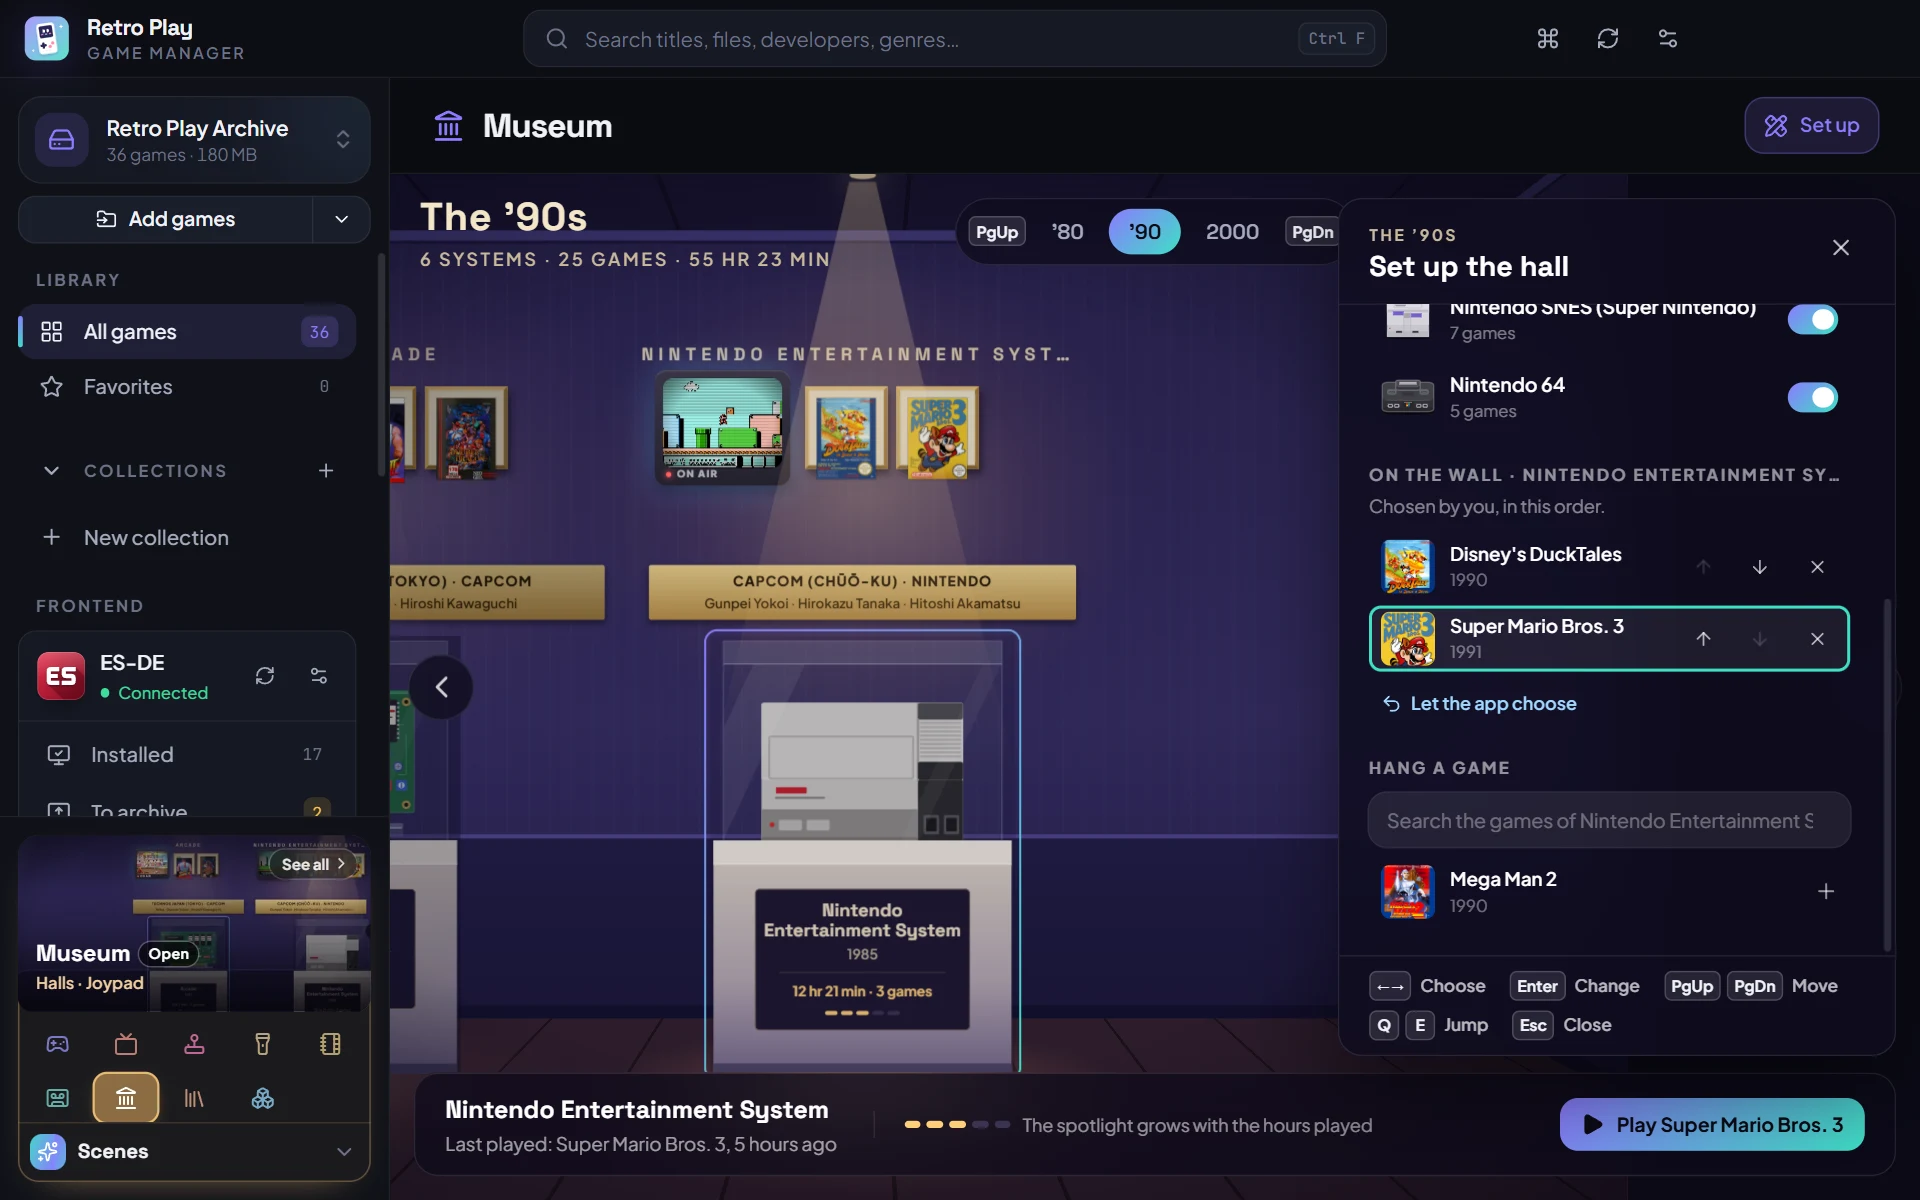 Retro Play
GAME MANAGER
Search titles, files, developers, genres...
Ctrl F
Retro Play Archive
36 games · 180 MB
Add games
LIBRARY
All games
36
Favorites
0
COLLECTIONS
New collection
FRONTEND
ES
ES-DE
Connected
Installed
17
To archive
2
See all
Museum
Open
Halls · Joypad
Scenes
Museum
Set up
The ’90s
6 SYSTEMS · 25 GAMES · 55 HR 23 MIN
PgUp
’80
’90
2000
PgDn
ADE
NINTENDO ENTERTAINMENT SYST…
ON AIR
TOKYO) · CAPCOM
· Hiroshi Kawaguchi
CAPCOM (CHŪŌ-KU) · NINTENDO
Gunpei Yokoi · Hirokazu Tanaka · Hitoshi Akamatsu
Nintendo
Entertainment System
1985
12 hr 21 min · 3 games
THE ’90S
Set up the hall
Nintendo SNES (Super Nintendo)
7 games
Nintendo 64
5 games
ON THE WALL · NINTENDO ENTERTAINMENT SY…
Chosen by you, in this order.
Disney's DuckTales
1990
Super Mario Bros. 3
1991
Let the app choose
HANG A GAME
Search the games of Nintendo Entertainment S
Mega Man 2
1990
←→ Choose
Enter Change
PgUp PgDn Move
Q E Jump
Esc Close
Nintendo Entertainment System
Last played: Super Mario Bros. 3, 5 hours ago
The spotlight grows with the hours played
Play Super Mario Bros. 3